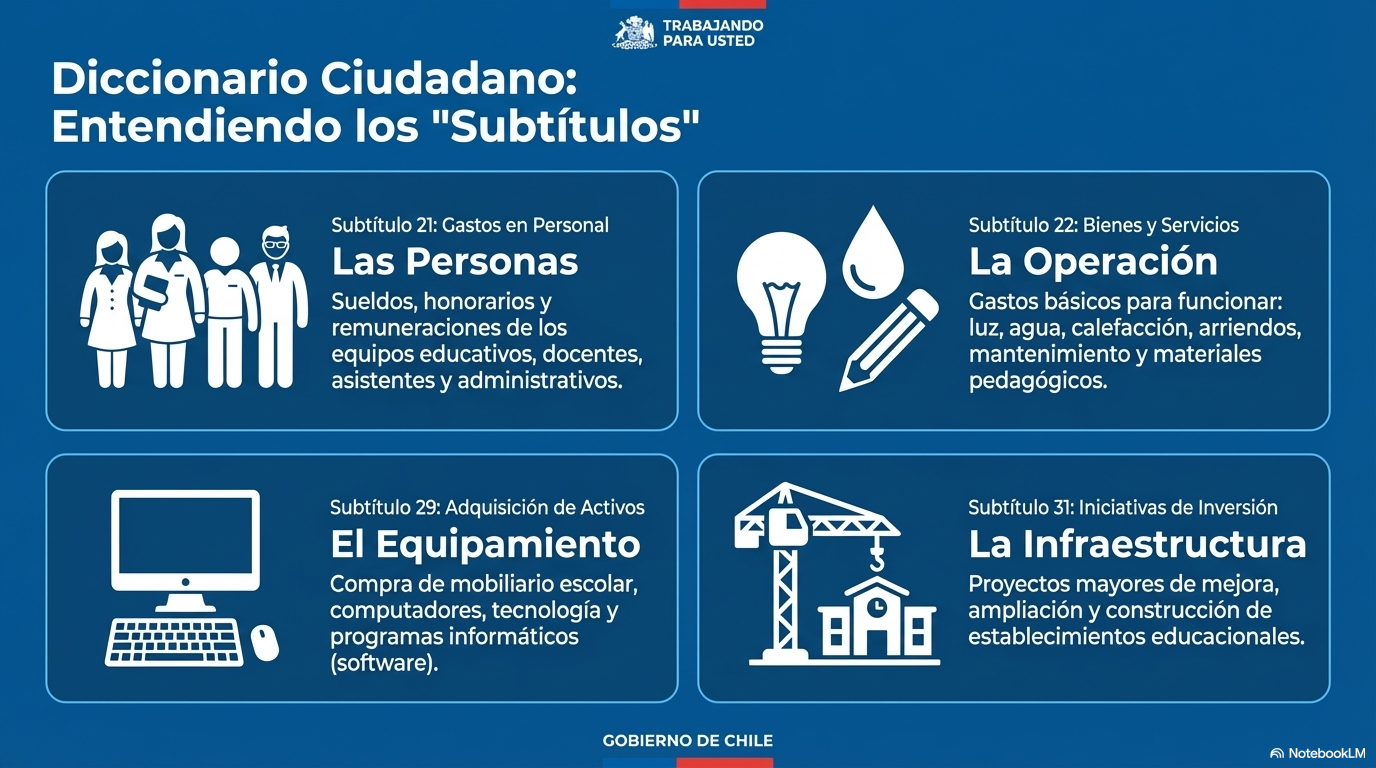 TRABAJANDO
PARA USTED
Diccionario Ciudadano:
Entendiendo los "Subtítulos"
Subtítulo 21: Gastos en Personal
Las Personas
Sueldos, honorarios y
remuneraciones de los
equipos educativos, docentes,
asistentes y administrativos.
Subtítulo 22: Bienes y Servicios
La Operación
Gastos básicos para funcionar:
luz, agua, calefacción, arriendos,
mantenimiento y materiales
pedagógicos.
Subtítulo 29: Adquisición de Activos
El Equipamiento
Compra de mobiliario escolar,
computadores, tecnología y
programas informáticos
(software).
Subtítulo 31: Iniciativas de Inversión
La Infraestructura
Proyectos mayores de mejora,
ampliación y construcción de
establecimientos educacionales.
GOBIERNO DE CHILE
NotebookLM